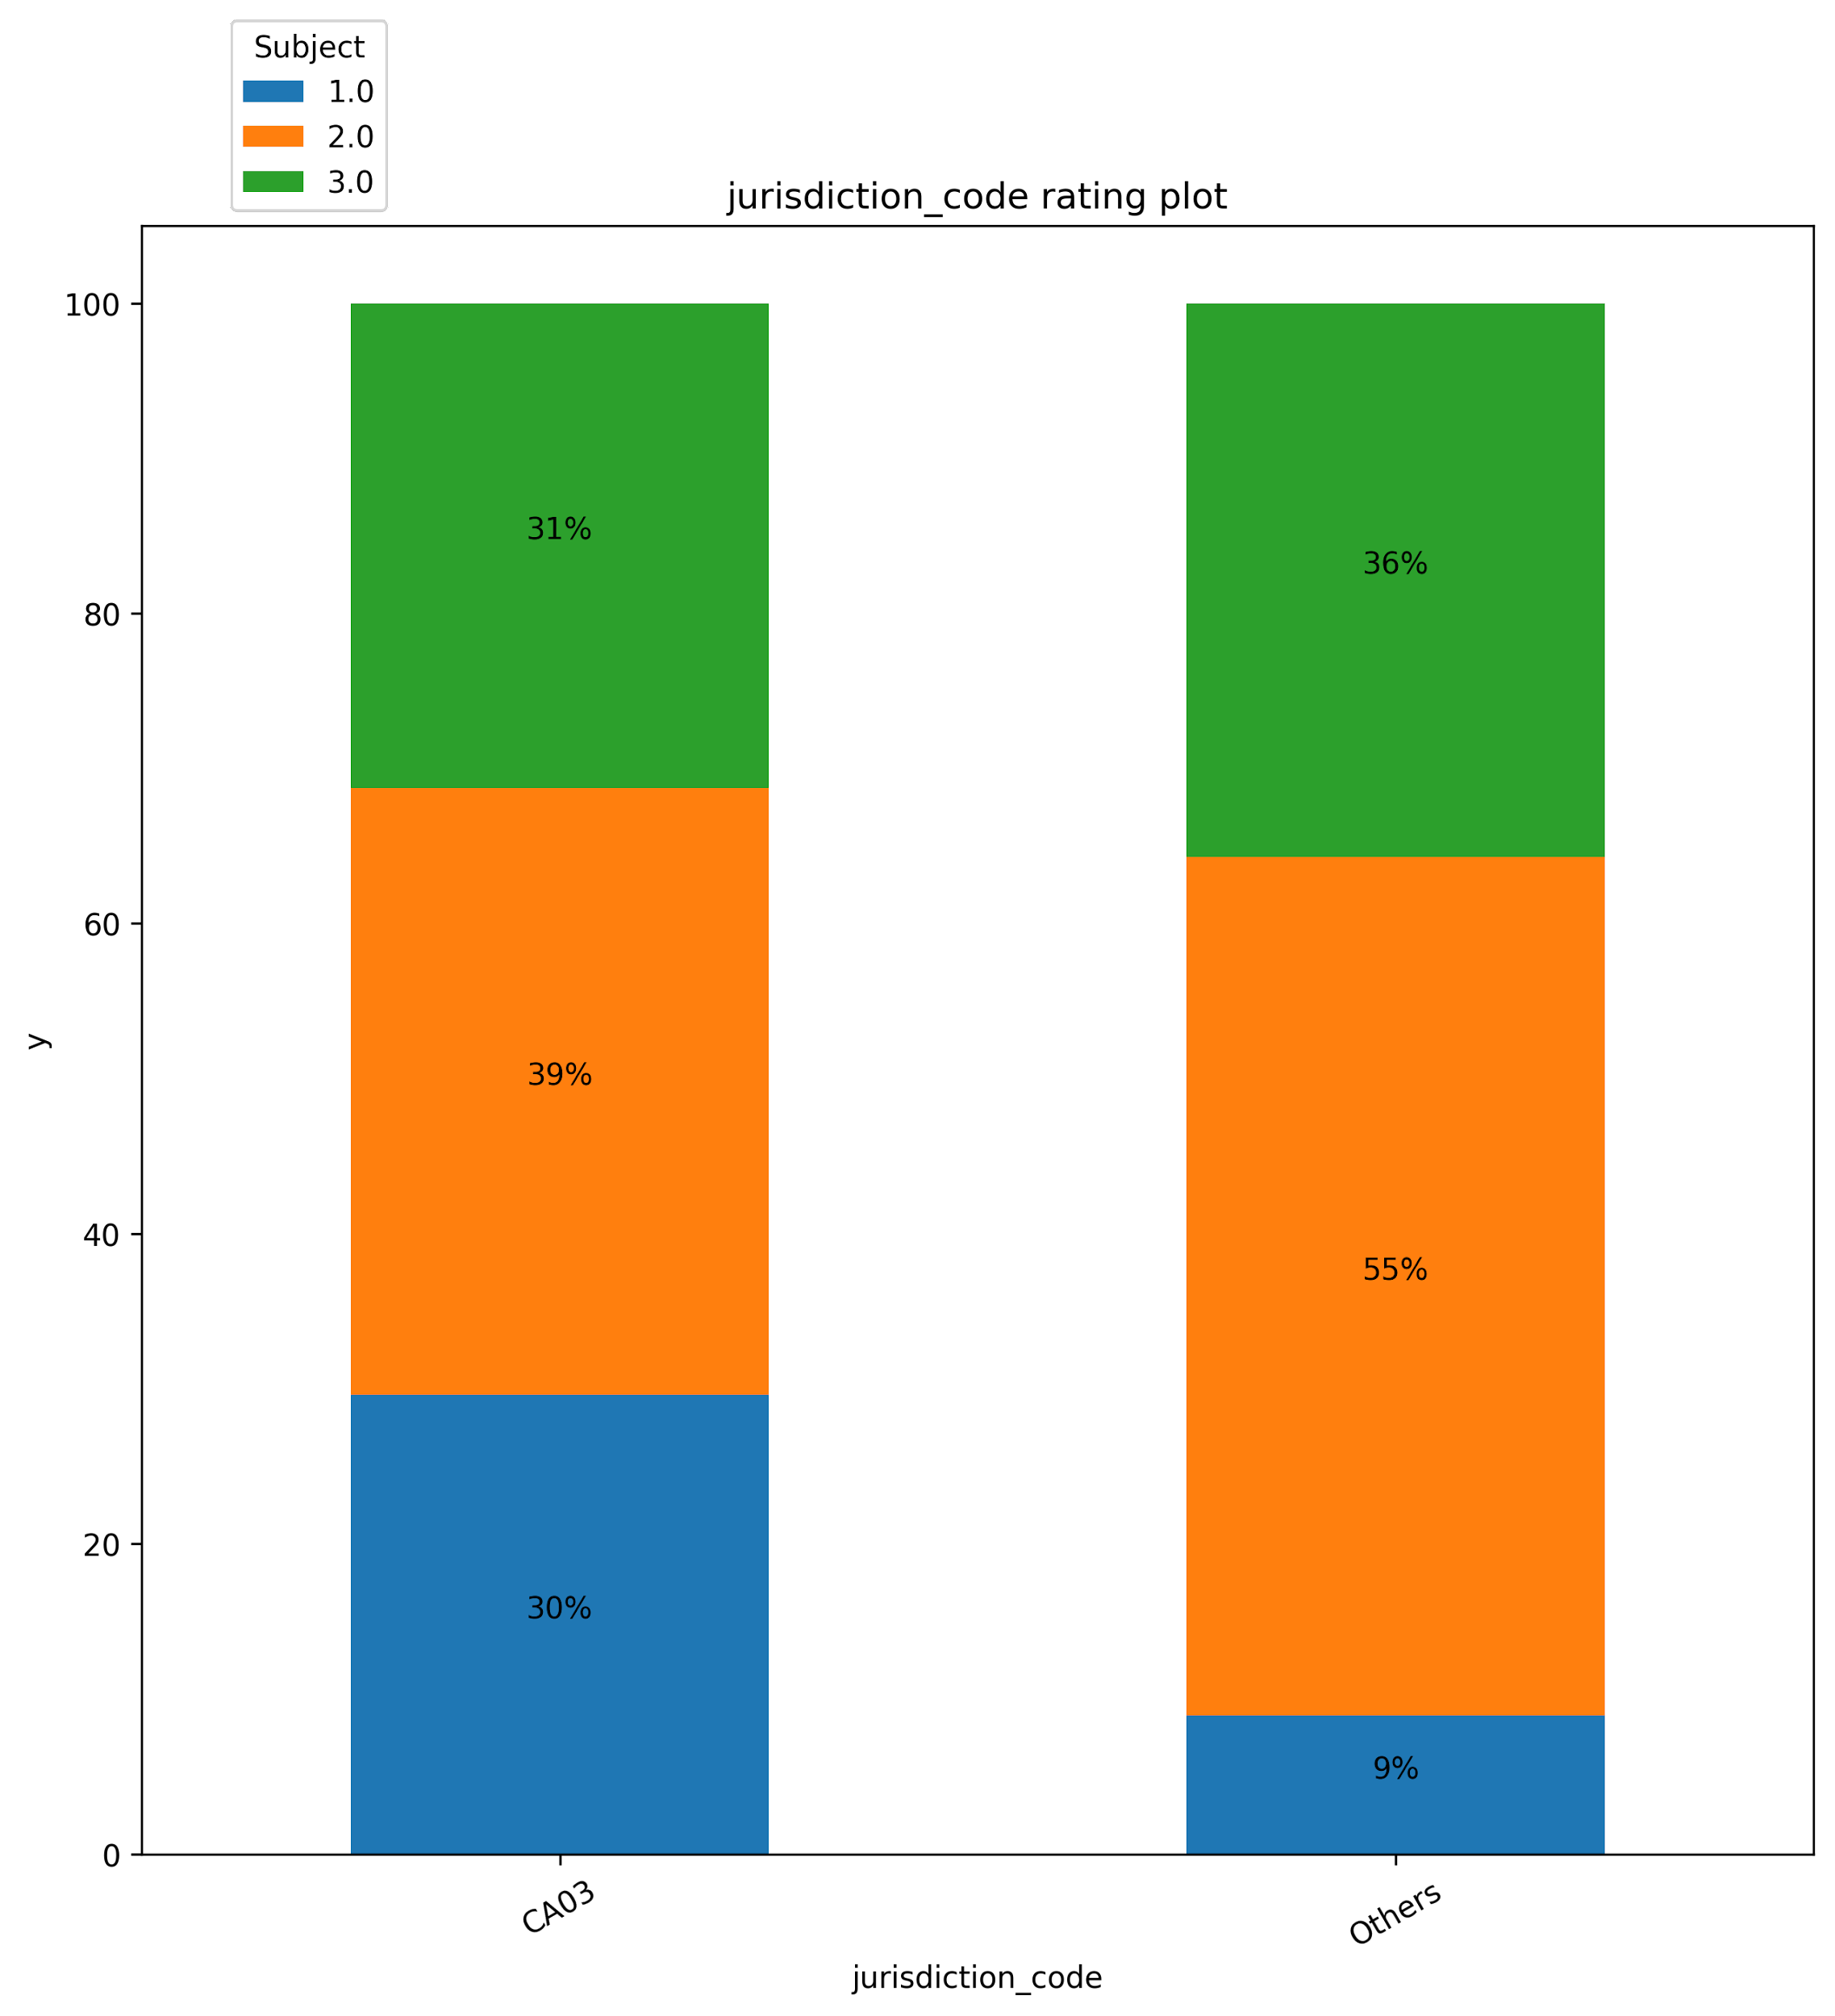 Subject
1.0
2.0
3.0
jurisdiction_code rating plot
100
80
60
40
20
0
y
31%
39%
30%
36%
55%
9%
CA03
Others
jurisdiction_code